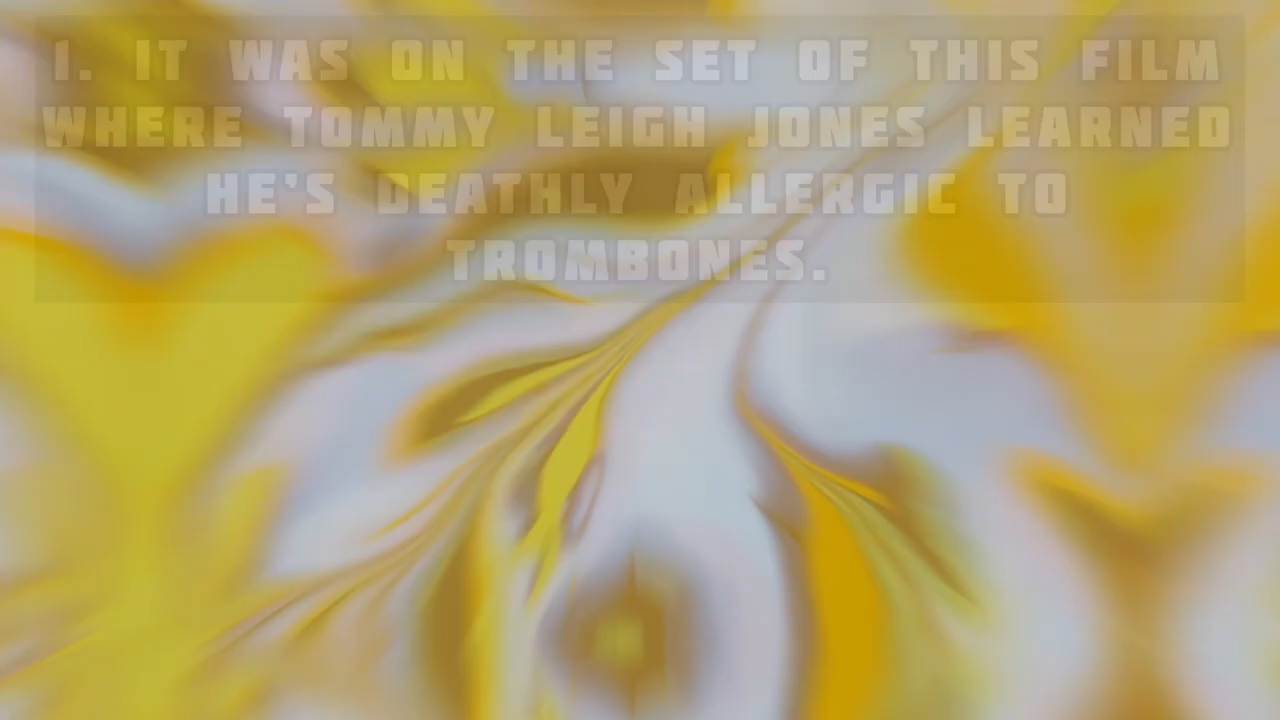 1. IT WAS ON THE SET OF THIS FILM
WHERE TOMMY LEIGH JONES LEARNED
HE'S DEATHLY ALLERGIC TO
TROMBONES.